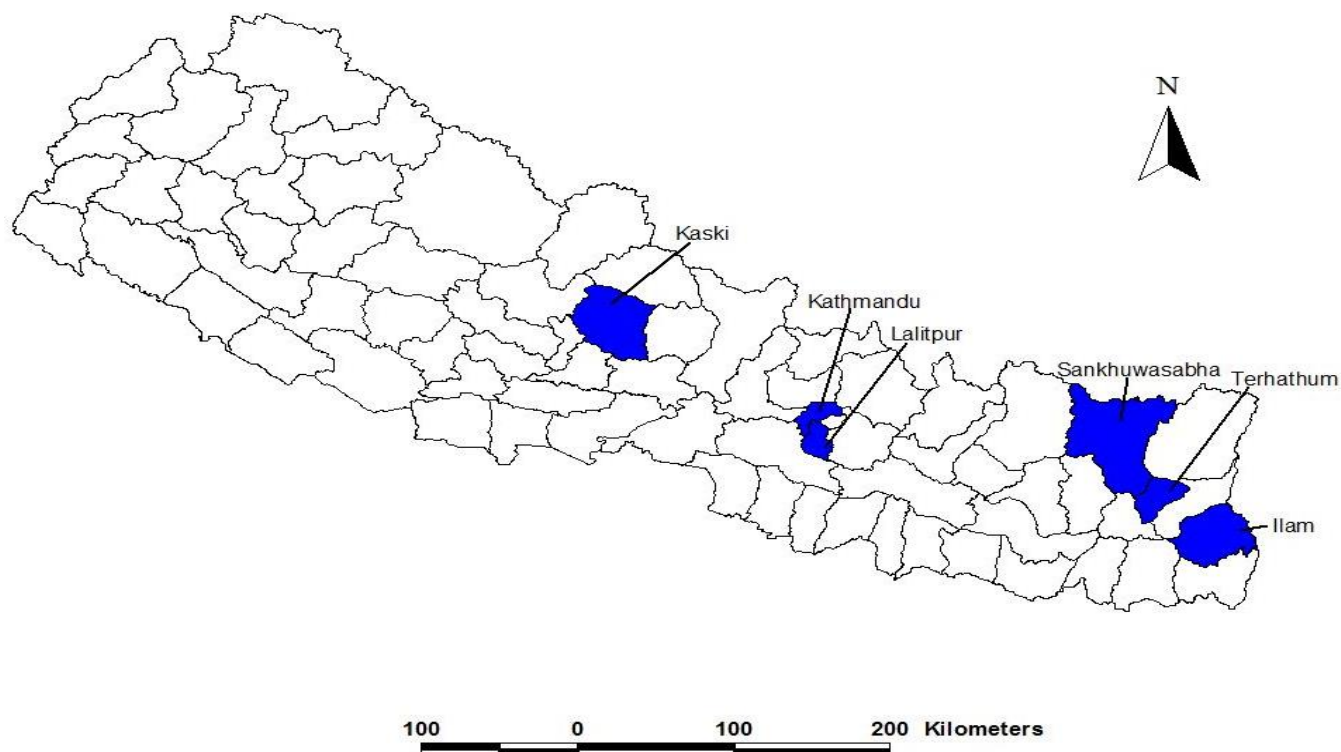 N
Kaski
Kathmandu
Lalitpur
Sankhuwasabha
Terhathum
Ilam
100 0 100 200 Kilometers